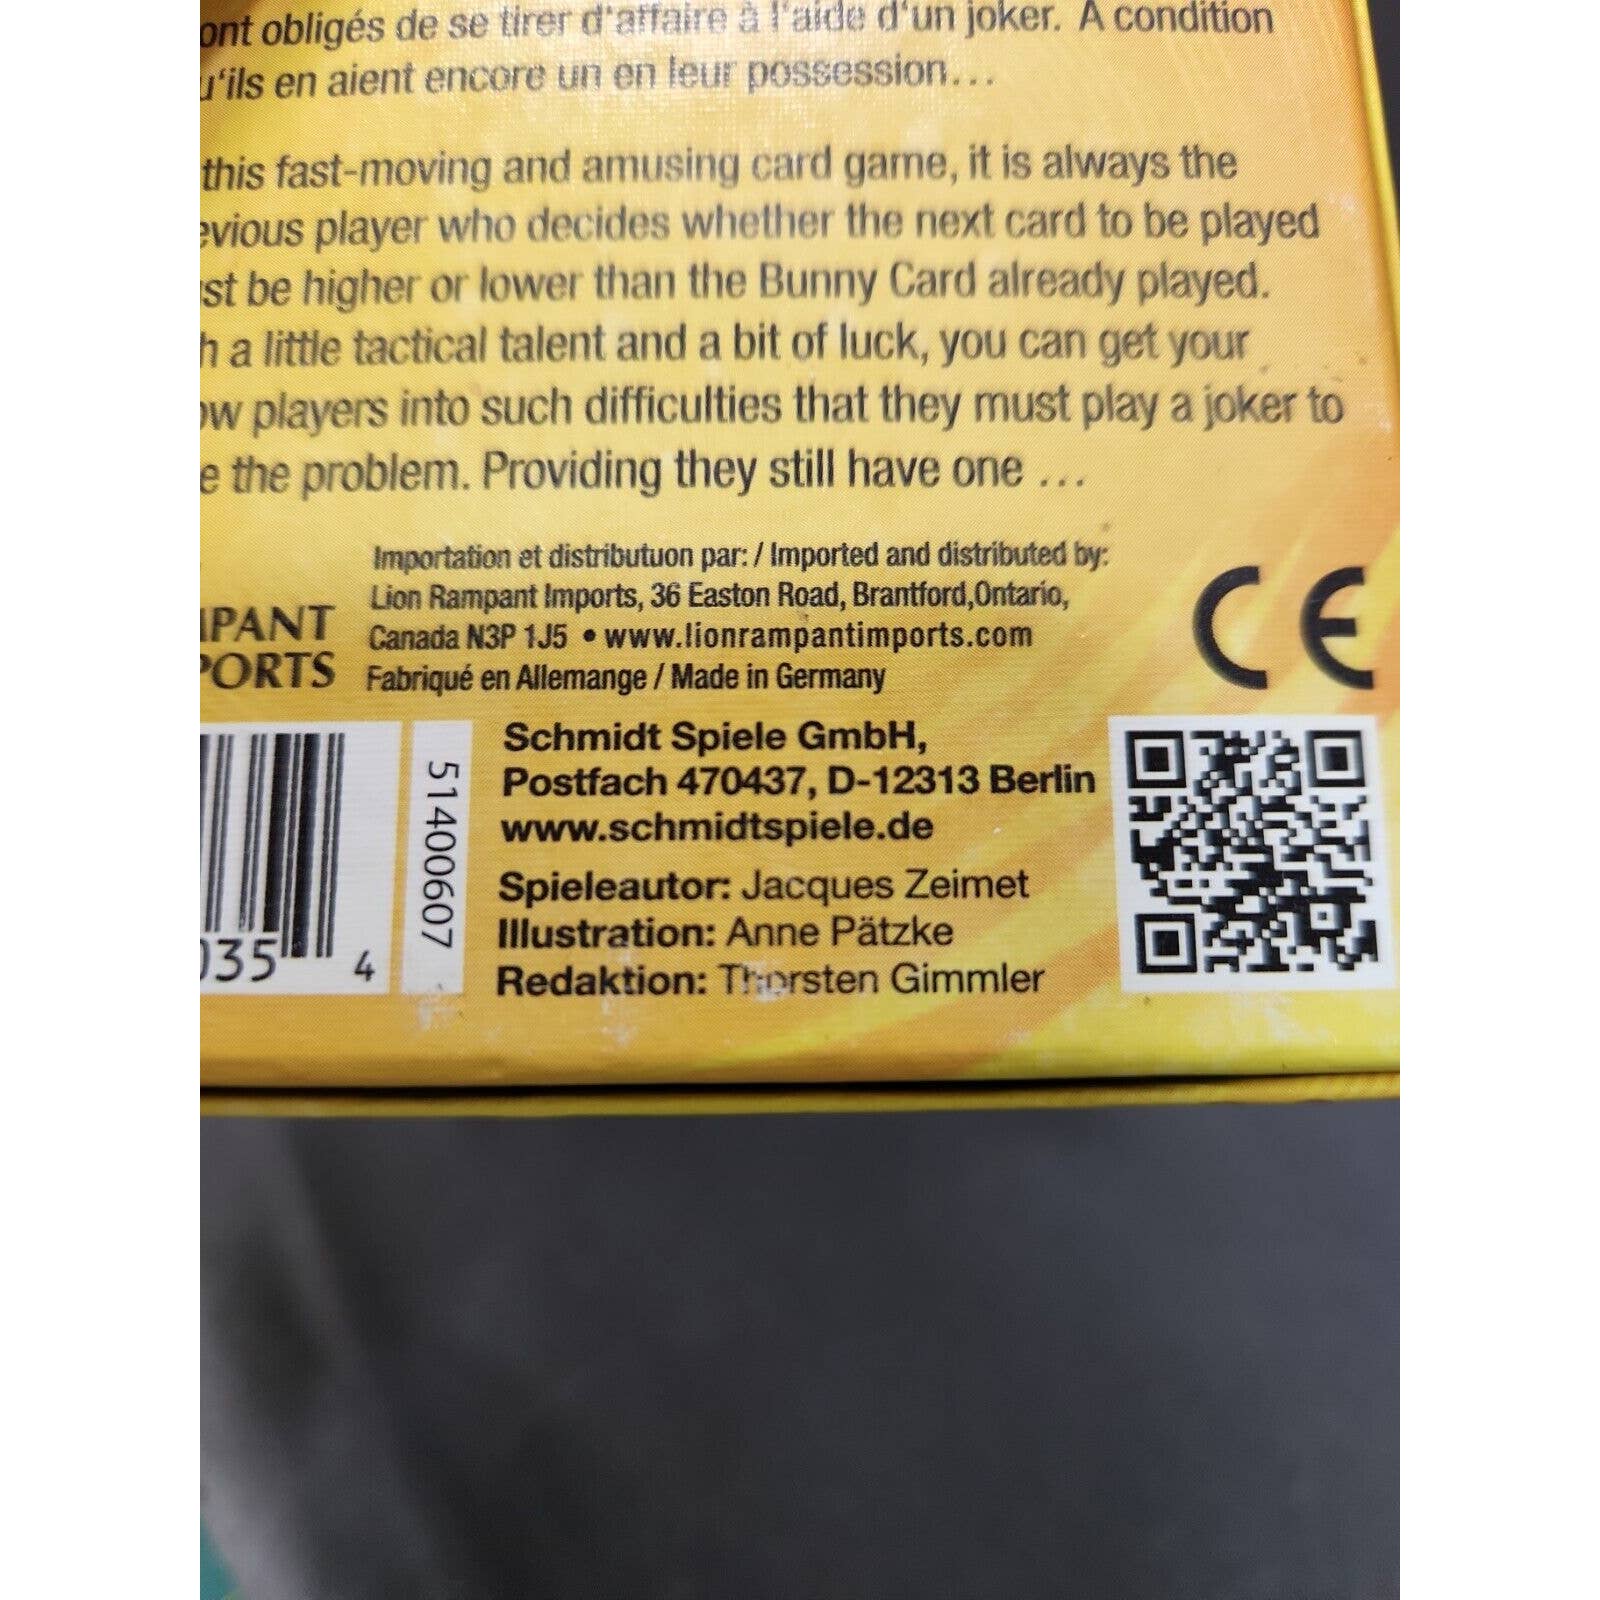 ont obligés de se tirer d'affaire à l'aide d'un joker. A condition
u'ils en aient encore un en leur possession...
this fast-moving and amusing card game, it is always the
evious player who decides whether the next card to be played
st be higher or lower than the Bunny Card already played.
h a little tactical talent and a bit of luck, you can get your
ow players into such difficulties that they must play a joker to
e the problem. Providing they still have one ...
Importation et distributuon par: / Imported and distributed by:
Lion Rampant Imports, 36 Easton Road, Brantford,Ontario,
Canada N3P 1J5 • www.lionrampantimports.com
Fabriqué en Allemange / Made in Germany
MPANT
PORTS
CE
035 4
51400607
Schmidt Spiele GmbH,
Postfach 470437, D-12313 Berlin
www.schmidtspiele.de
Spieleautor: Jacques Zeimet
Illustration: Anne Pätzke
Redaktion: Thorsten Gimmler